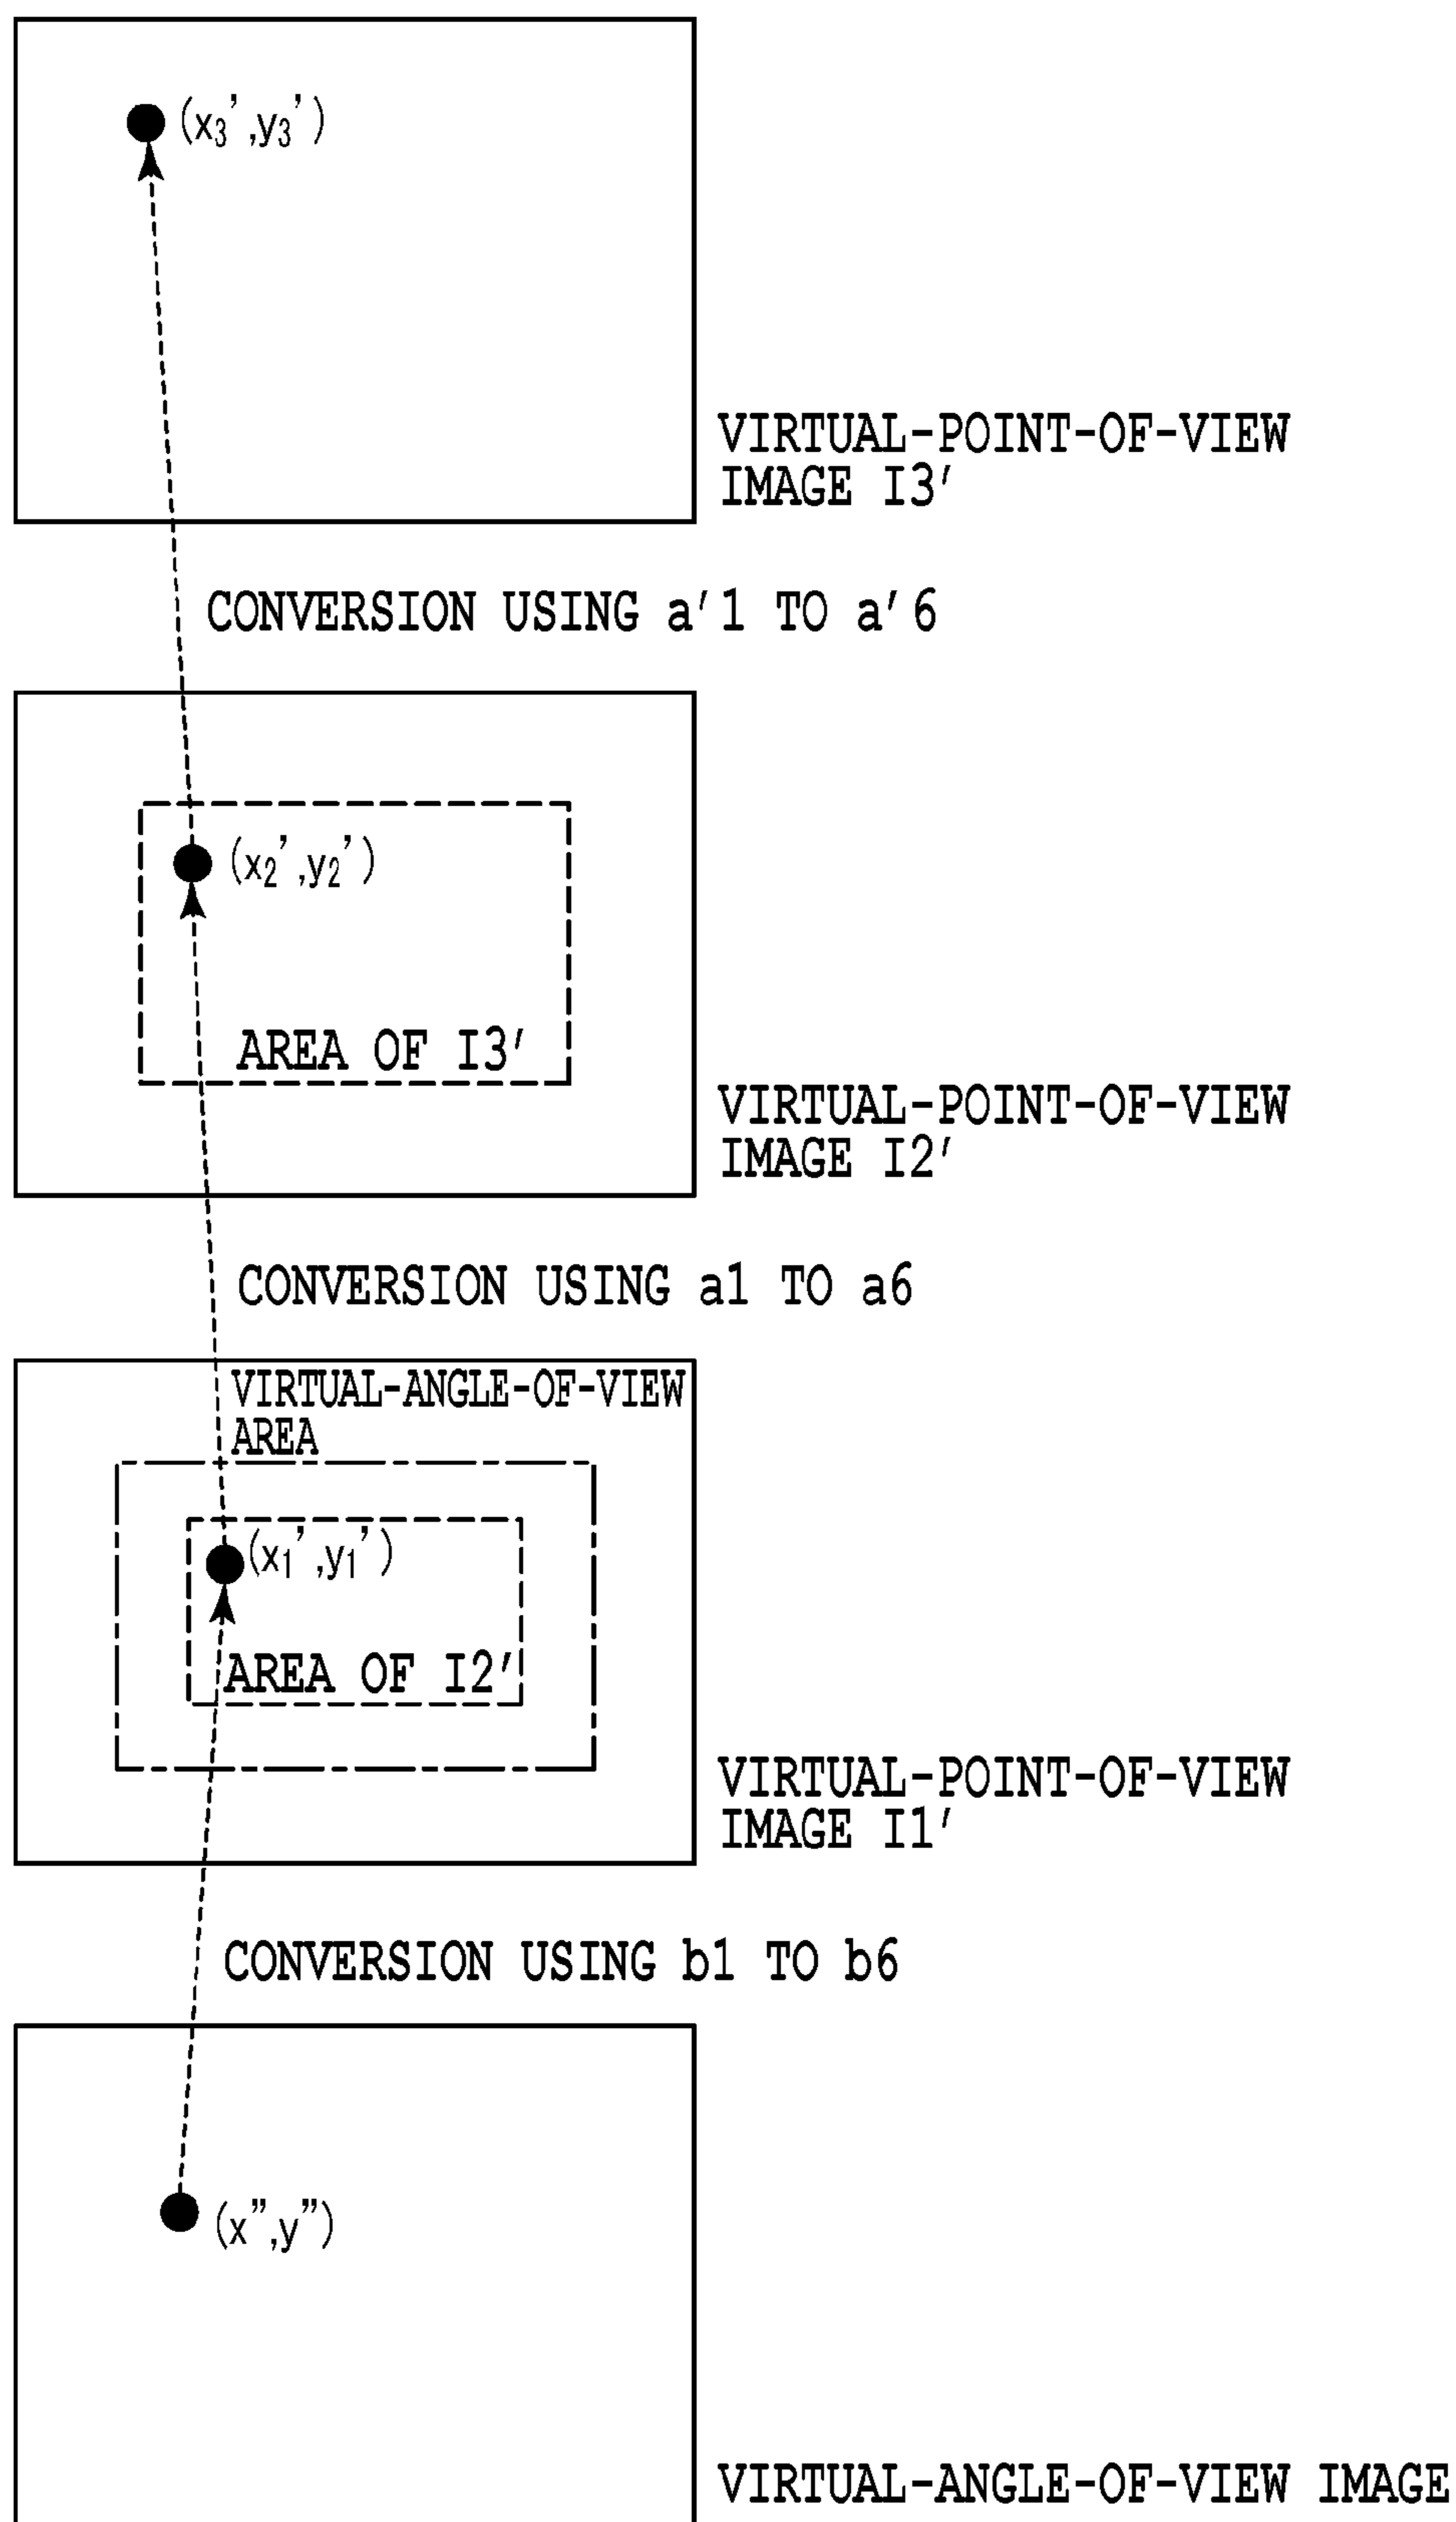 (x3',y3')
VIRTUAL-POINT-OF-VIEW
IMAGE I3'
CONVERSION USING a'1 TO a'6
(x2',y2')
AREA OF I3'
VIRTUAL-POINT-OF-VIEW
IMAGE I2'
CONVERSION USING a1 TO a6
VIRTUAL-ANGLE-OF-VIEW
AREA
(x1',y1')
AREA OF I2'
VIRTUAL-POINT-OF-VIEW
IMAGE I1'
CONVERSION USING b1 TO b6
(x",y")
VIRTUAL-ANGLE-OF-VIEW IMAGE